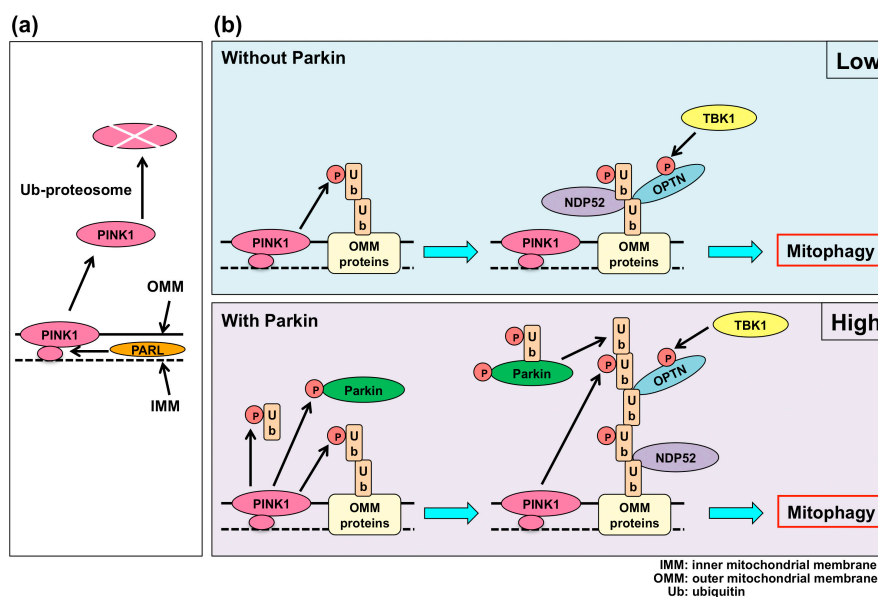 (a)
Ub-proteosome
PINK1
OMM
PINK1
PARL
IMM
(b)
Without Parkin
Low
P
U
b
U
b
PINK1
OMM
proteins
TBK1
P
P
U
b
OPTN
NDP52
U
b
PINK1
OMM
proteins
Mitophagy
With Parkin
High
P
U
b
P
Parkin
P
U
b
U
b
PINK1
OMM
proteins
P
U
b
P
Parkin
U
b
P
U
b
U
b
P
U
b
U
b
TBK1
P
OPTN
NDP52
PINK1
OMM
proteins
Mitophagy
IMM: inner mitochondrial membrane
OMM: outer mitochondrial membrane
Ub: ubiquitin